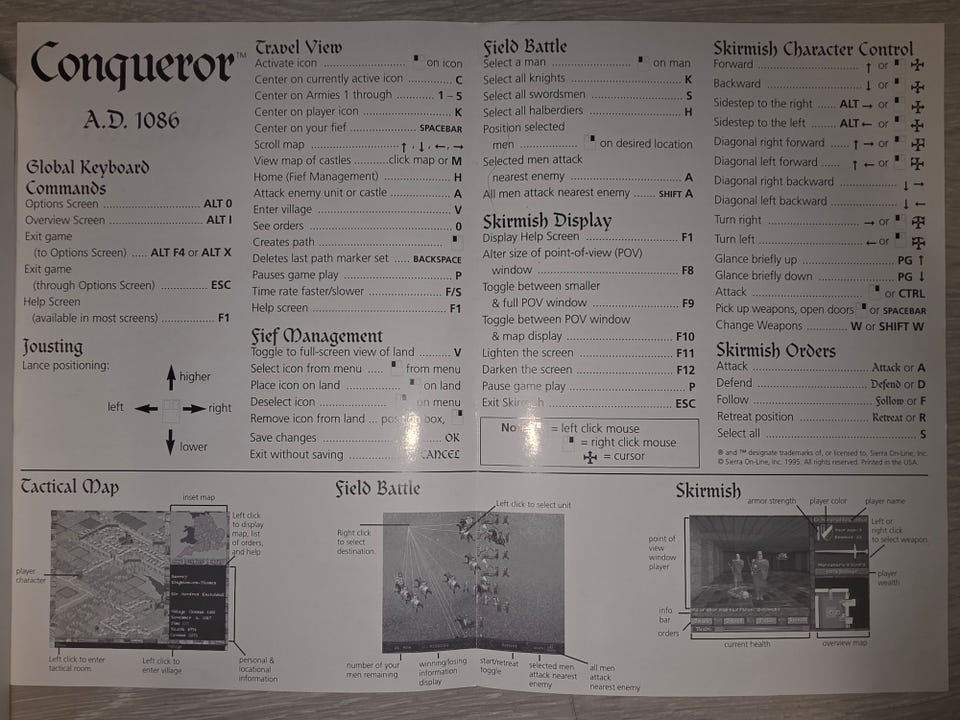 Conqueror™
A.D. 1086
Global Keyboard
Commands
Options Screen ........ ALT 0
Overview Screen ........ ALT I
Exit game
(to Options Screen) ..... ALT F4 or ALT X
Exit game
(through Options Screen) ........ ESC
Help Screen
(available in most screens) ........ F1
Jousting
Lance positioning:
higher
left
right
lower
Travel View
Activate icon ........ on icon
Center on currently active icon ........ C
Center on Armies 1 through ........ 1 – 5
Center on player icon ........ K
Center on your fief ........ SPACEBAR
Scroll map ........ ↑, ↓, ←, →
View map of castles ........ click map or M
Home (Fief Management) ........ H
Attack enemy unit or castle ........ A
Enter village ........ V
See orders ........ 0
Creates path ........
Deletes last path marker set ..... BACKSPACE
Pauses game play ........ P
Time rate faster/slower ........ F/S
Help screen ........ F1
Fief Management
Toggle to full-screen view of land ........ V
Select icon from menu ..... from menu
Place icon on land ........ on land
Deselect icon ........ on menu
Remove icon from land ... position box,
Save changes ........ OK
Exit without saving ........ CANCEL
Field Battle
Select a man ........ on man
Select all knights ........ K
Select all swordsmen ........ S
Select all halberdiers ........ H
Position selected
men ........ on desired location
Selected men attack
nearest enemy ........ A
All men attack nearest enemy ...... SHIFT A
Skirmish Display
Display Help Screen ........ F1
Alter size of point-of-view (POV)
window ........ F8
Toggle between smaller
& full POV window ........ F9
Toggle between POV window
& map display ........ F10
Lighten the screen ........ F11
Darken the screen ........ F12
Pause game play ........ P
Exit Skirmish ........ ESC
= left click mouse
= right click mouse
= cursor
Skirmish Character Control
Forward ........ ↑ or
Backward ........ ↓ or
Sidestep to the right ..... ALT → or
Sidestep to the left ..... ALT ← or
Diagonal right forward ..... ↑ → or
Diagonal left forward ..... ↑ ← or
Diagonal right backward ........ ↓ →
Diagonal left backward ........ ↓ ←
Turn right ........ → or
Turn left ........ ← or
Glance briefly up ........ PG ↑
Glance briefly down ........ PG ↓
Attack ........ or CTRL
Pick up weapons, open doors or SPACEBAR
Change Weapons ........ W or SHIFT W
Skirmish Orders
Attack ........ Attack or A
Defend ........ Defend or D
Follow ........ Follow or F
Retreat position ........ Retreat or R
Select all ........ S
® and ™ designate trademarks of, or licensed to, Sierra On-Line, Inc.
© Sierra On-Line, Inc. 1995. All rights reserved. Printed in the USA.
Tactical Map
inset map
Left click
to display
map, list
of orders,
and help
player
character
Left click to enter
tactical room.
Left click to
enter village
personal &
locational
information
Field Battle
Left click to select unit
Right click
to select
destination.
number of your
men remaining
winning/losing
information
display
start/retreat
toggle
selected men
attack nearest
enemy
all men
attack
nearest enemy
Skirmish
armor strength
player color
player name
Left or
right click
to select weapon
point of
view
window
player
player
wealth
info
bar
orders
current health
overview map